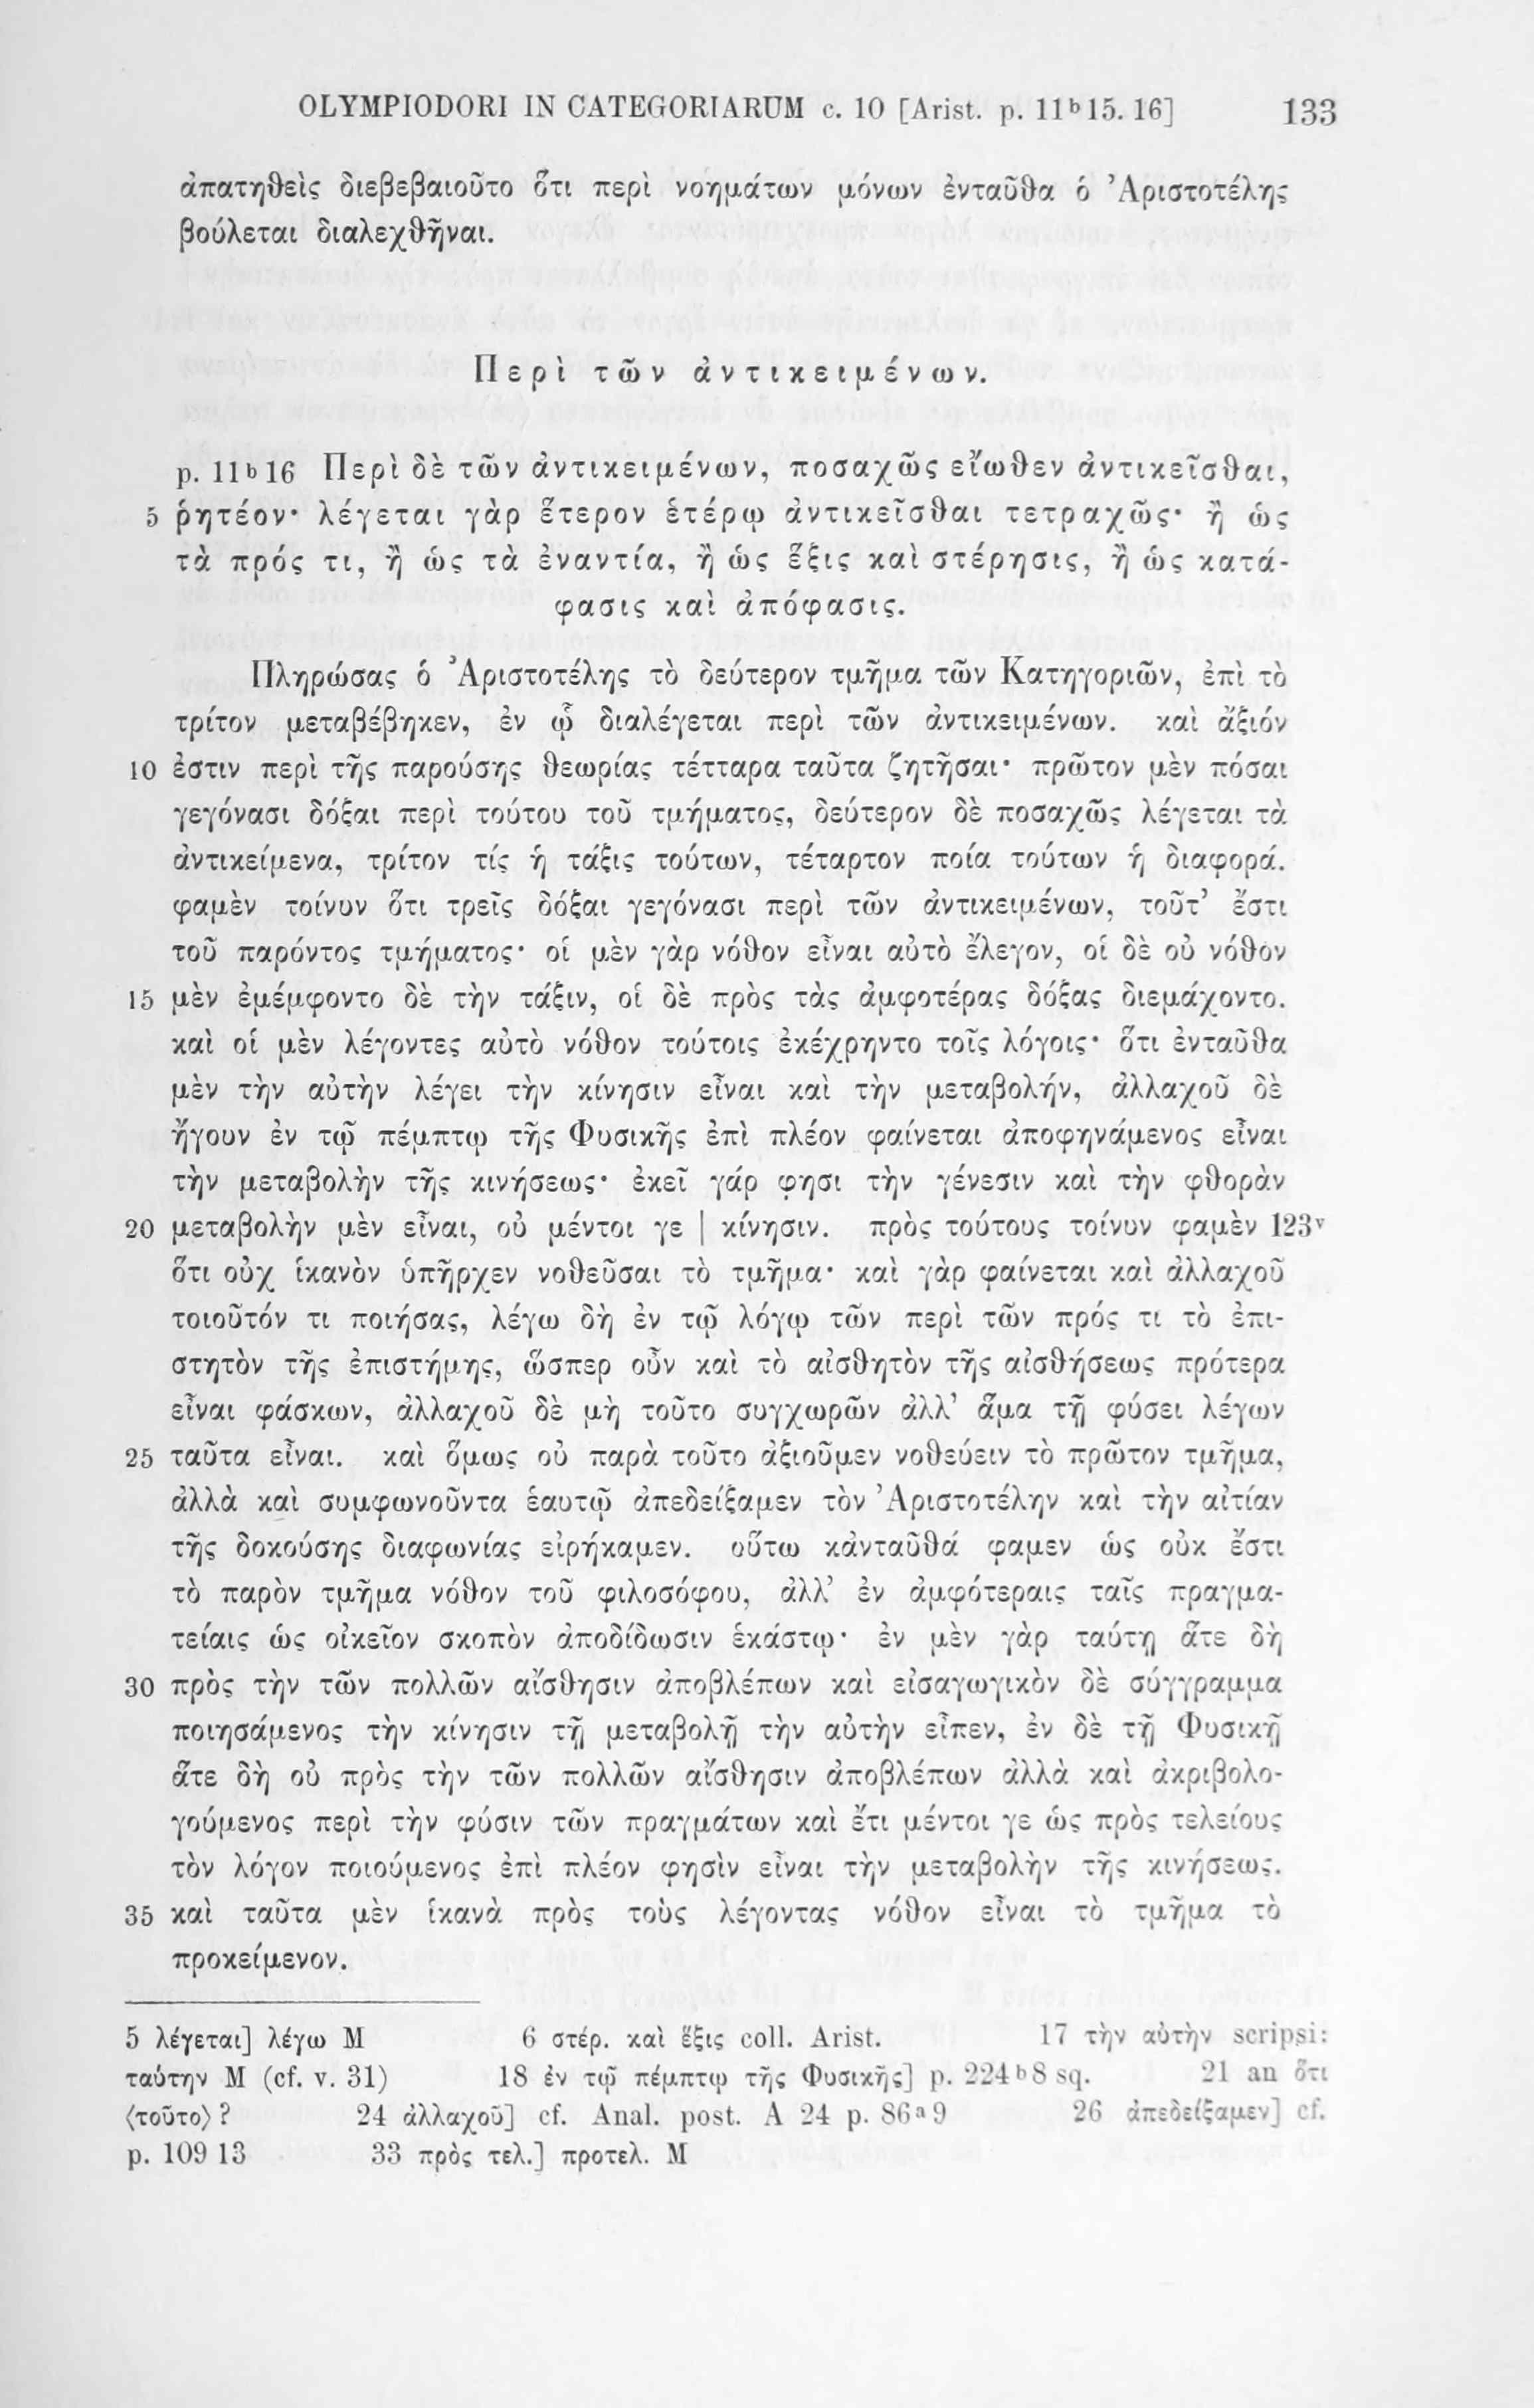 OLYMPIODORI IN CATEGORIARUM c. 10 [Arist. p. 11ᵇ15. 16] 133
ἀπατηθεὶς διεβεβαιοῦτο ὅτι περὶ νοημάτων μόνων ἐνταῦθα ὁ Ἀριστοτέλης
βούλεται διαλεχθῆναι.
Περὶ τῶν ἀντικειμένων.
p. 11ᵇ16 Περὶ δὲ τῶν ἀντικειμένων, ποσαχῶς εἴωθεν ἀντικεῖσθαι,
5 ῥητέον· λέγεται γὰρ ἕτερον ἑτέρῳ ἀντικεῖσθαι τετραχῶς· ἢ ὡς
τὰ πρός τι, ἢ ὡς τὰ ἐναντία, ἢ ὡς ἕξις καὶ στέρησις, ἢ ὡς κατά-
φασις καὶ ἀπόφασις.
Πληρώσας ὁ Ἀριστοτέλης τὸ δεύτερον τμῆμα τῶν Κατηγοριῶν, ἐπὶ τὸ
τρίτον μεταβέβηκεν, ἐν ᾧ διαλέγεται περὶ τῶν ἀντικειμένων. καὶ ἄξιόν
10 ἐστιν περὶ τῆς παρούσης θεωρίας τέτταρα ταῦτα ζητῆσαι· πρῶτον μὲν πόσαι
γεγόνασι δόξαι περὶ τούτου τοῦ τμήματος, δεύτερον δὲ ποσαχῶς λέγεται τὰ
ἀντικείμενα, τρίτον τίς ἡ τάξις τούτων, τέταρτον ποία τούτων ἡ διαφορά.
φαμὲν τοίνυν ὅτι τρεῖς δόξαι γεγόνασι περὶ τῶν ἀντικειμένων, τοῦτ’ ἔστι
τοῦ παρόντος τμήματος· οἱ μὲν γὰρ νόθον εἶναι αὐτὸ ἔλεγον, οἱ δὲ οὐ νόθον
15 μὲν ἐμέμφοντο δὲ τὴν τάξιν, οἱ δὲ πρὸς τὰς ἀμφοτέρας δόξας διεμάχοντο.
καὶ οἱ μὲν λέγοντες αὐτὸ νόθον τούτοις ἐκέχρηντο τοῖς λόγοις· ὅτι ἐνταῦθα
μὲν τὴν αὐτὴν λέγει τὴν κίνησιν εἶναι καὶ τὴν μεταβολήν, ἀλλαχοῦ δὲ
ἤγουν ἐν τῷ πέμπτῳ τῆς Φυσικῆς ἐπὶ πλέον φαίνεται ἀποφηνάμενος εἶναι
τὴν μεταβολὴν τῆς κινήσεως· ἐκεῖ γάρ φησι τὴν γένεσιν καὶ τὴν φθορὰν
20 μεταβολὴν μὲν εἶναι, οὐ μέντοι γε | κίνησιν. πρὸς τούτους τοίνυν φαμὲν 123ᵛ
ὅτι οὐχ ἱκανὸν ὑπῆρχεν νοθεῦσαι τὸ τμῆμα· καὶ γὰρ φαίνεται καὶ ἀλλαχοῦ
τοιοῦτόν τι ποιήσας, λέγω δὴ ἐν τῷ λόγῳ τῶν περὶ τῶν πρός τι τὸ ἐπι-
στητὸν τῆς ἐπιστήμης, ὥσπερ οὖν καὶ τὸ αἰσθητὸν τῆς αἰσθήσεως πρότερα
εἶναι φάσκων, ἀλλαχοῦ δὲ μὴ τοῦτο συγχωρῶν ἀλλ’ ἅμα τῇ φύσει λέγων
25 ταῦτα εἶναι. καὶ ὅμως οὐ παρὰ τοῦτο ἀξιοῦμεν νοθεύειν τὸ πρῶτον τμῆμα,
ἀλλὰ καὶ συμφωνοῦντα ἑαυτῷ ἀπεδείξαμεν τὸν Ἀριστοτέλην καὶ τὴν αἰτίαν
τῆς δοκούσης διαφωνίας εἰρήκαμεν. οὕτω κἀνταῦθά φαμεν ὡς οὐκ ἔστι
τὸ παρὸν τμῆμα νόθον τοῦ φιλοσόφου, ἀλλ’ ἐν ἀμφότεραις ταῖς πραγμα-
τείαις ὡς οἰκεῖον σκοπὸν ἀποδίδωσιν ἑκάστῳ· ἐν μὲν γὰρ ταύτῃ ἅτε δὴ
30 πρὸς τὴν τῶν πολλῶν αἴσθησιν ἀποβλέπων καὶ εἰσαγωγικὸν δὲ σύγγραμμα
ποιησάμενος τὴν κίνησιν τῇ μεταβολῇ τὴν αὐτὴν εἶπεν, ἐν δὲ τῇ Φυσικῇ
ἅτε δὴ οὐ πρὸς τὴν τῶν πολλῶν αἴσθησιν ἀποβλέπων ἀλλὰ καὶ ἀκριβολο-
γούμενος περὶ τὴν φύσιν τῶν πραγμάτων καὶ ἔτι μέντοι γε ὡς πρὸς τελείους
τὸν λόγον ποιούμενος ἐπὶ πλέον φησὶν εἶναι τὴν μεταβολὴν τῆς κινήσεως.
35 καὶ ταῦτα μὲν ἱκανὰ πρὸς τοὺς λέγοντας νόθον εἶναι τὸ τμῆμα τὸ
προκείμενον.
5 λέγεται] λέγω M 6 στέρ. καὶ ἕξις coll. Arist. 17 τὴν αὐτὴν scripsi:
ταύτην M (cf. v. 31) 18 ἐν τῷ πέμπτῳ τῆς Φυσικῆς] p. 224ᵇ8 sq. 21 an ὅτι
⟨τοῦτο⟩? 24 ἀλλαχοῦ] cf. Anal. post. A 24 p. 86ᵃ9 26 ἀπεδείξαμεν] cf.
p. 109 13 33 πρὸς τελ.] προτελ. M